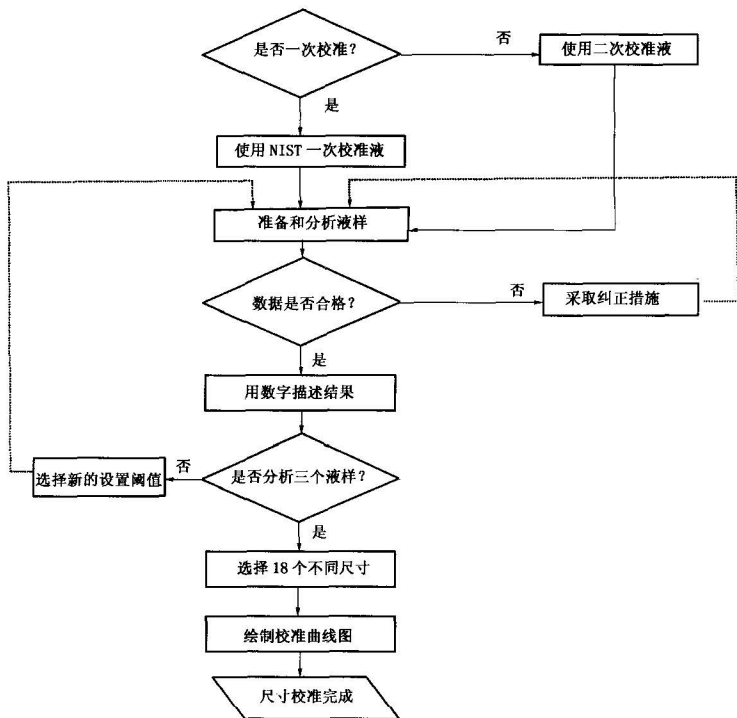 是否一次校准？
否
使用二次校准液
是
使用 NIST 一次校准液
准备和分析液样
数据是否合格？
否
采取纠正措施
是
用数字描述结果
是否分析三个液样？
否
选择新的设置阈值
是
选择 18 个不同尺寸
绘制校准曲线图
尺寸校准完成